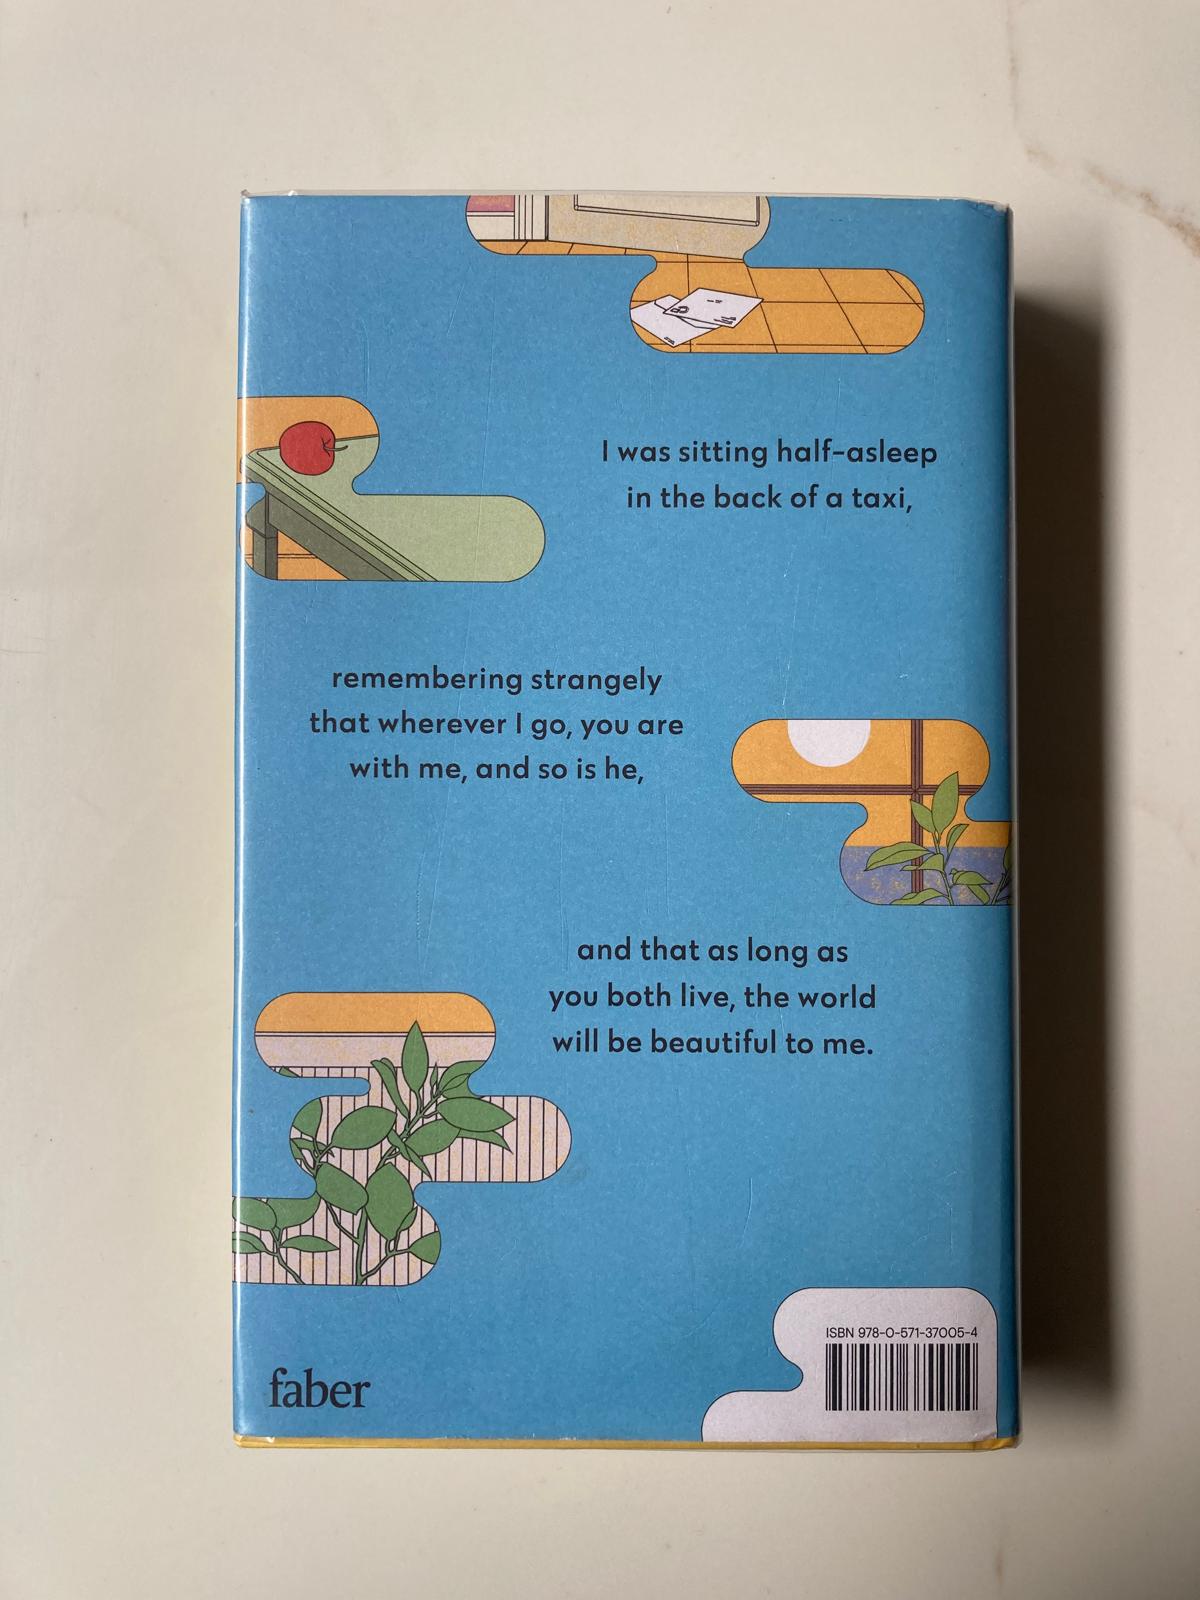 I was sitting half-asleep
in the back of a taxi,
remembering strangely
that wherever I go, you are
with me, and so is he,
and that as long as
you both live, the world
will be beautiful to me.
ISBN 978-0-571-37005-4
faber